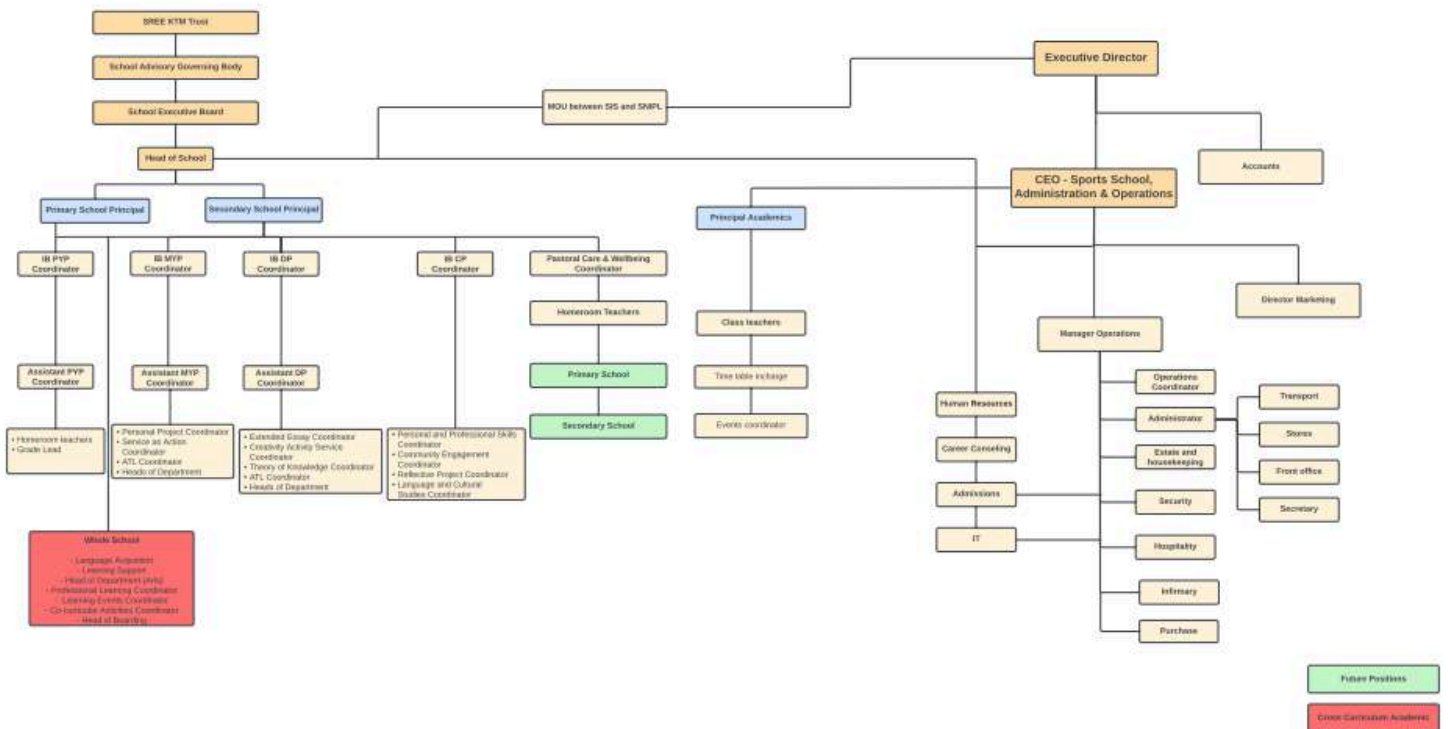 SREE KTM Trust
School Advisory Governing Body
School Executive Board
Head of School
Primary School Principal
Secondary School Principal
IB PYP
Coordinator
IB MYP
Coordinator
IB DP
Coordinator
IB CP
Coordinator
Pastoral Care & Wellbeing
Coordinator
Homeroom Teachers
Primary School
Secondary School
Assistant PYP
Coordinator
Assistant MYP
Coordinator
Assistant DP
Coordinator
• Homeroom teachers
• Grade Lead
• Personal Project Coordinator
• Service as Action
Coordinator
• ATL Coordinator
• Heads of Department
• Extended Essay Coordinator
• Creativity Activity Service
Coordinator
• Theory of Knowledge Coordinator
• ATL Coordinator
• Heads of Department
• Personal and Professional Skills
Coordinator
• Community Engagement
Coordinator
• Reflective Project Coordinator
• Language and Cultural
Studies Coordinator
Whole School
- Language Acquisition
- Learning Support
- Head of Department (Arts)
- Professional Learning Coordinator
- Learning Events Coordinator
- Co-curricular Activities Coordinator
- Head of Boarding
MOU between SIS and SMPL
Executive Director
Accounts
CEO - Sports School,
Administration & Operations
Principal Academics
Class teachers
Time table incharge
Events coordinator
Director Marketing
Manager Operations
Human Resources
Career Conseling
Admissions
IT
Operations
Coordinator
Administrator
Estate and
housekeeping
Security
Hospitality
Infirmary
Purchase
Transport
Stores
Front office
Secretary
Future Positions
Cross Curriculum Academic